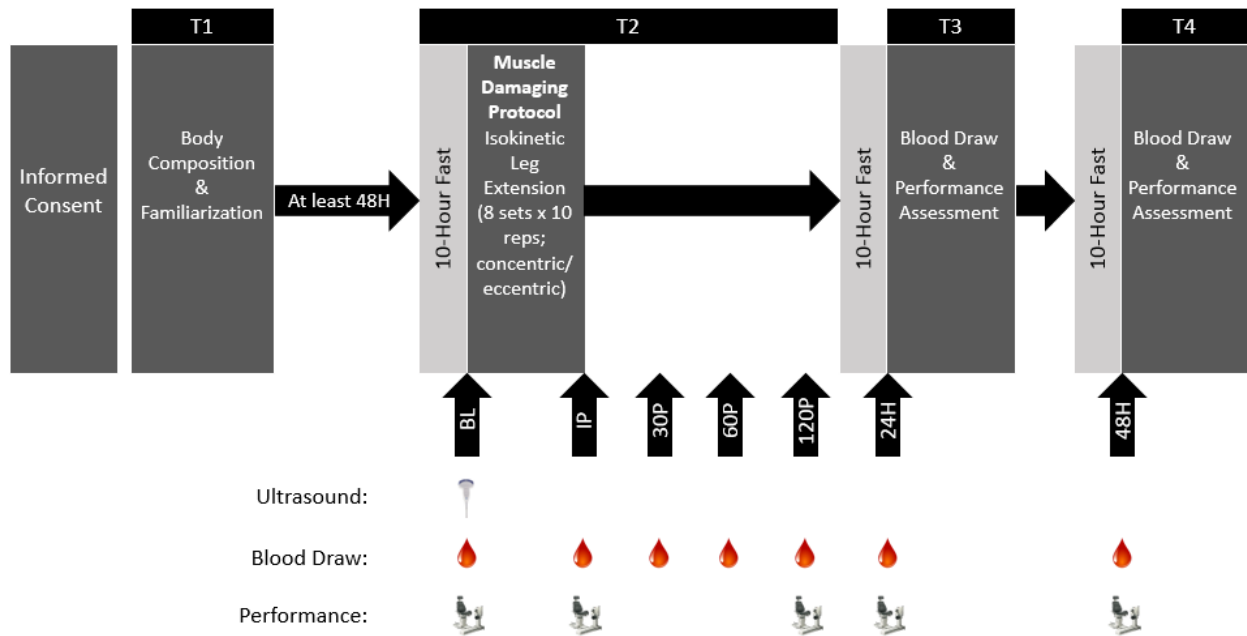 T1
T2
T3
T4
Informed
Consent
Body
Composition
&
Familiarization
At least 48H
10-Hour Fast
Muscle
Damaging
Protocol
Isokinetic
Leg
Extension
(8 sets x 10
reps;
concentric/
eccentric)
10-Hour Fast
Blood Draw
&
Performance
Assessment
10-Hour Fast
Blood Draw
&
Performance
Assessment
BL
IP
30P
60P
120P
24H
48H
Ultrasound:
Blood Draw:
Performance: